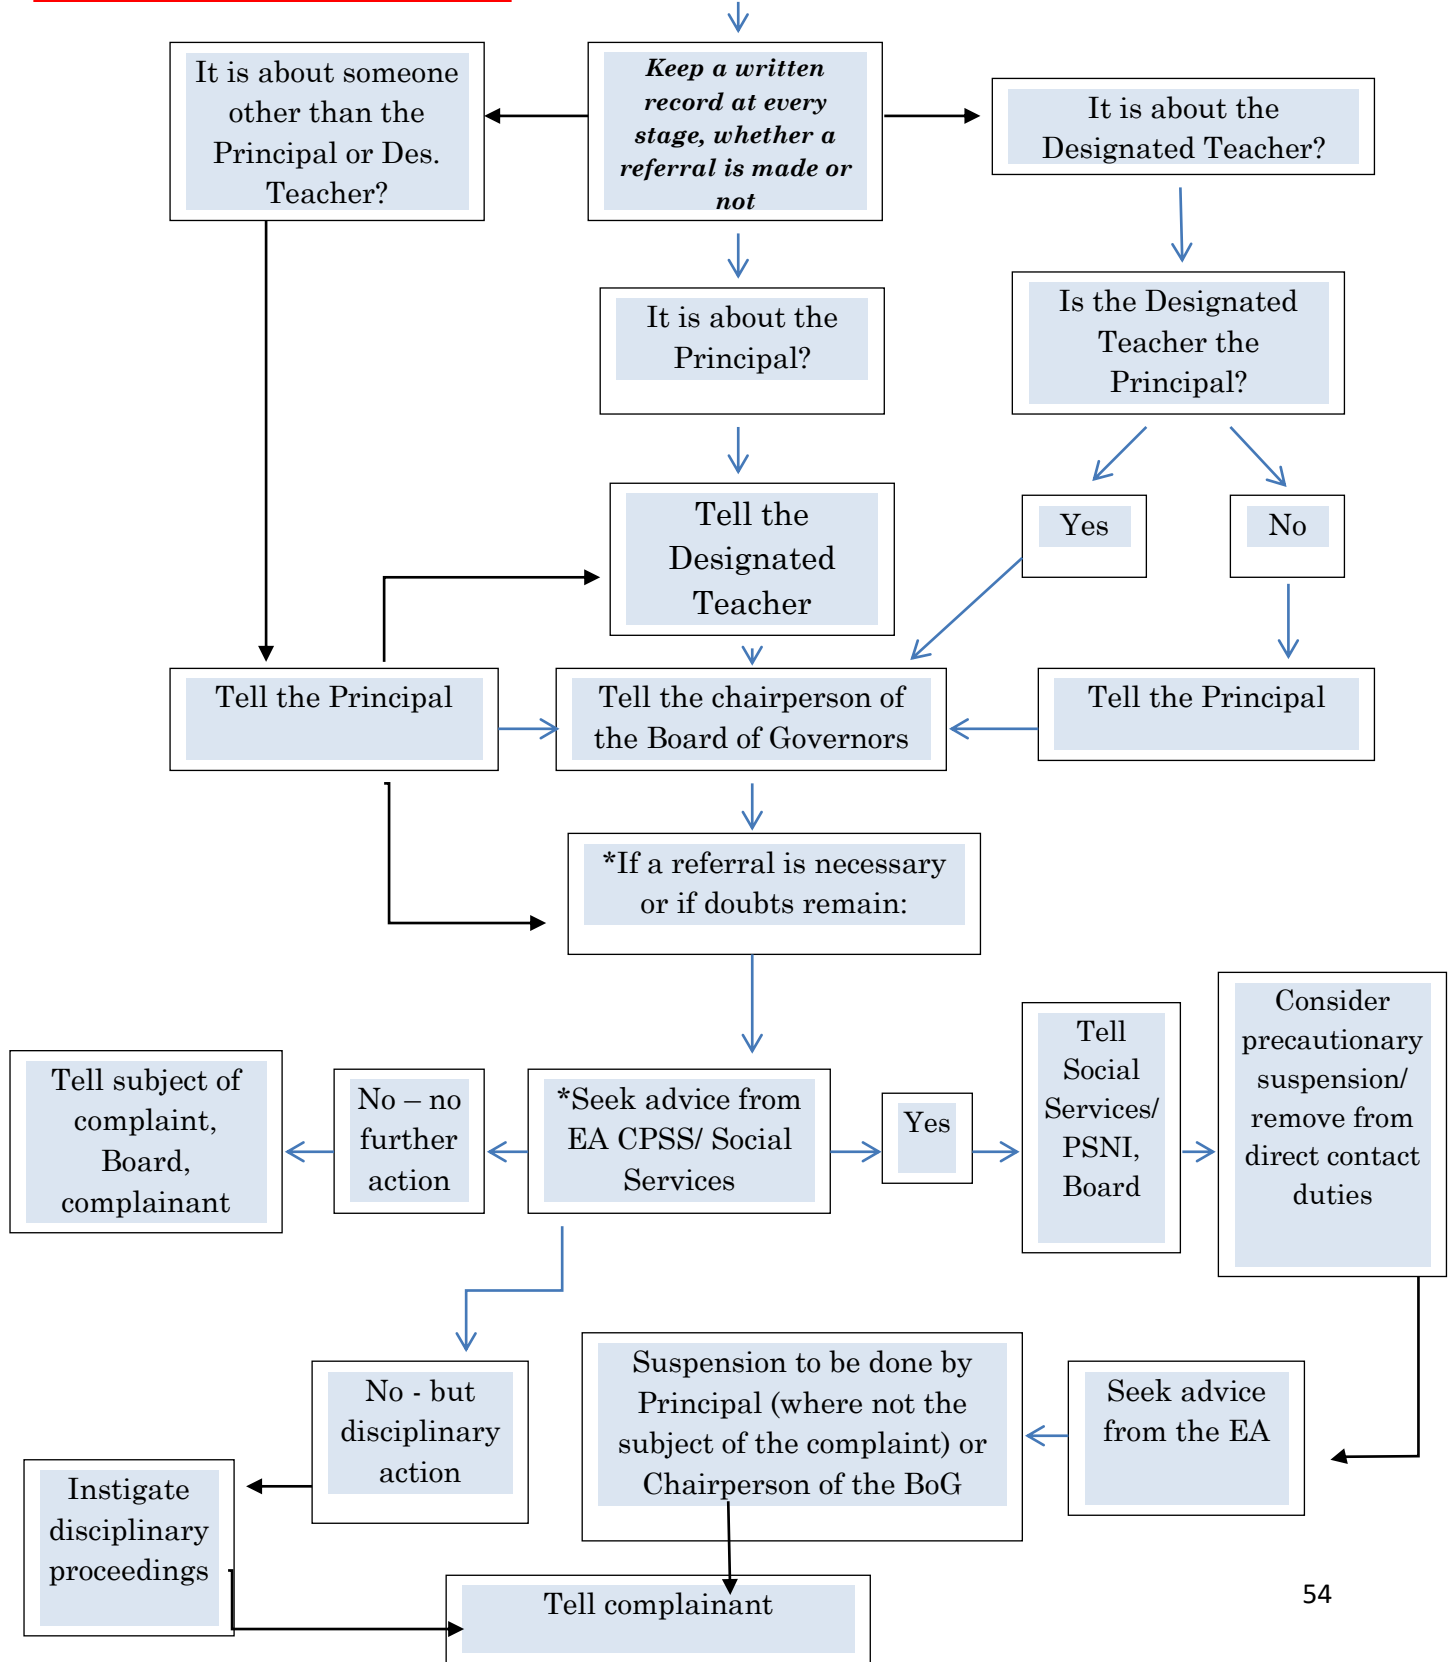 It is about someone
other than the
Principal or Des.
Teacher?
Keep a written
record at every
stage, whether a
referral is made or
not
It is about the
Designated Teacher?
It is about the
Principal?
Is the Designated
Teacher the
Principal?
Tell the
Designated
Teacher
Yes
No
Tell the Principal
Tell the chairperson of
the Board of Governors
Tell the Principal
*If a referral is necessary
or if doubts remain:
Tell subject of
complaint,
Board,
complainant
No – no
further
action
*Seek advice from
EA CPSS/ Social
Services
Yes
Tell
Social
Services/
PSNI,
Board
Consider
precautionary
suspension/
remove from
direct contact
duties
No - but
disciplinary
action
Suspension to be done by
Principal (where not the
subject of the complaint) or
Chairperson of the BoG
Seek advice
from the EA
Instigate
disciplinary
proceedings
Tell complainant
54